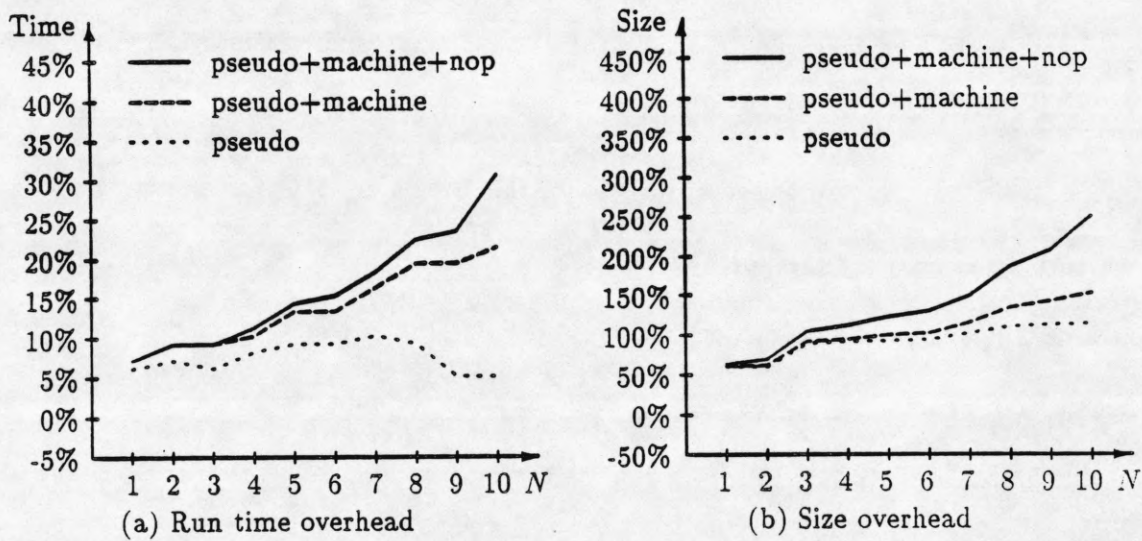 Time
45%
40%
35%
30%
25%
20%
15%
10%
5%
0%
-5%
pseudo+machine+nop
pseudo+machine
pseudo
1 2 3 4 5 6 7 8 9 10 N
(a) Run time overhead
Size
450%
400%
350%
300%
250%
200%
150%
100%
50%
0%
-50%
pseudo+machine+nop
pseudo+machine
pseudo
1 2 3 4 5 6 7 8 9 10 N
(b) Size overhead